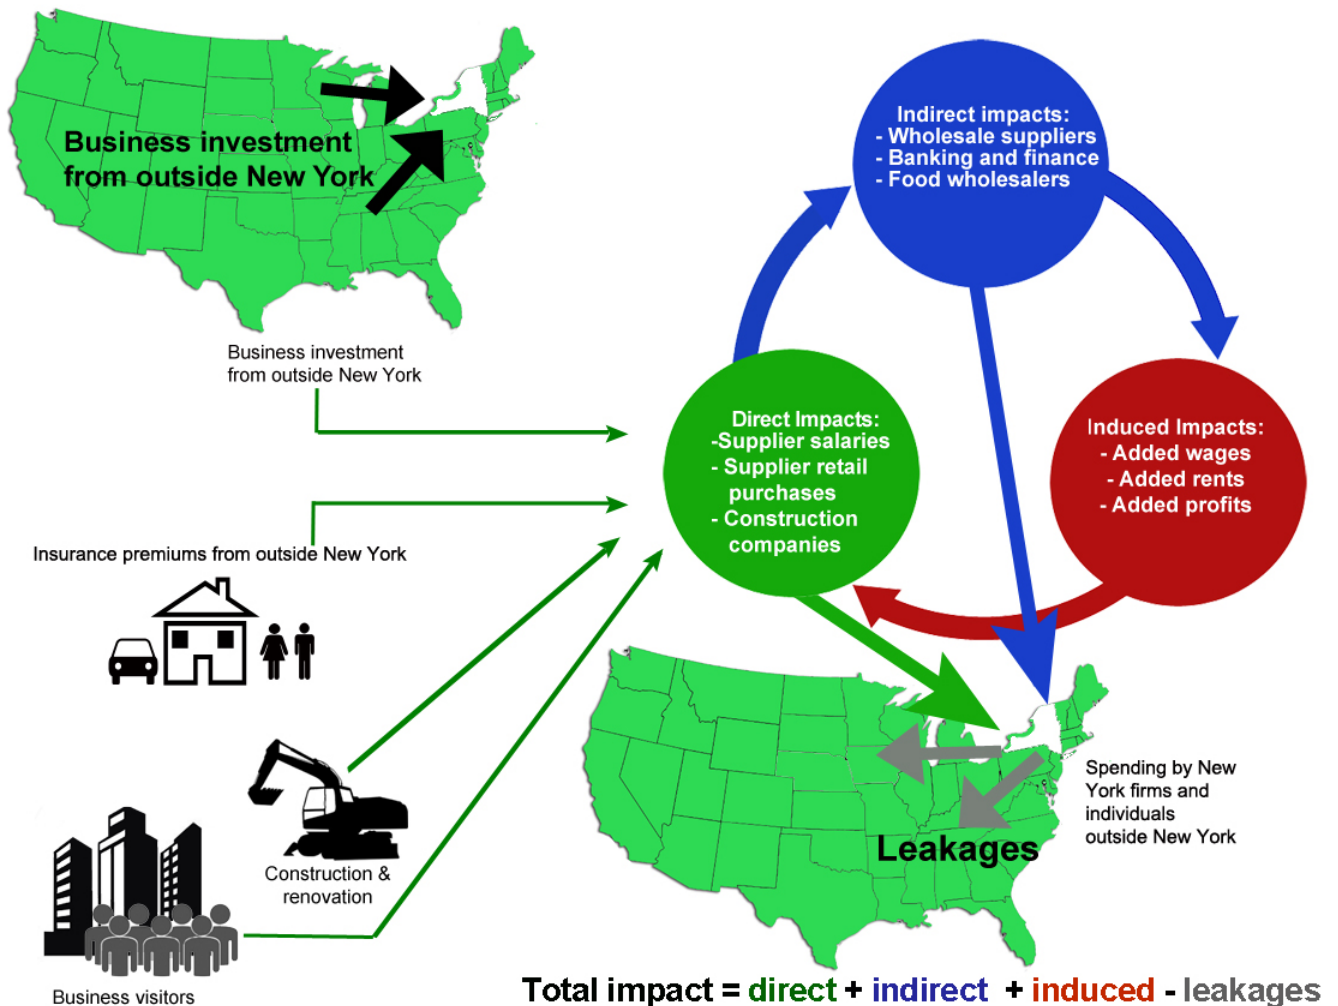 Business investment
from outside New York
Business investment
from outside New York
Insurance premiums from outside New York
Construction &
renovation
Business visitors
Indirect impacts:
- Wholesale suppliers
- Banking and finance
- Food wholesalers
Direct Impacts:
-Supplier salaries
- Supplier retail
purchases
- Construction
companies
Induced Impacts:
- Added wages
- Added rents
- Added profits
Spending by New
York firms and
individuals
outside New York
Leakages
Total impact = direct + indirect + induced - leakages